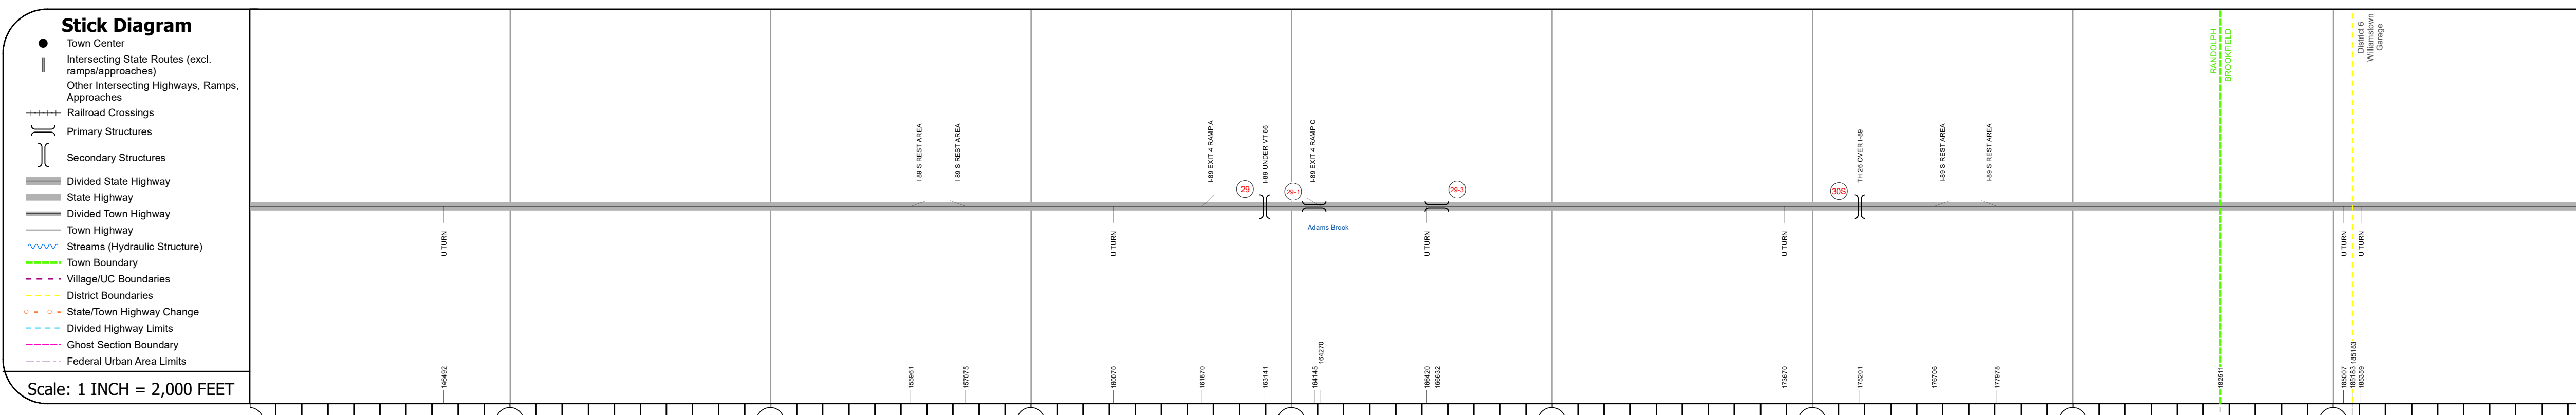 Stick Diagram
Town Center
Intersecting State Routes (excl.
ramps/approaches)
Other Intersecting Highways, Ramps,
Approaches
Railroad Crossings
Primary Structures
Secondary Structures
Divided State Highway
State Highway
Divided Town Highway
Town Highway
Streams (Hydraulic Structure)
Town Boundary
Village/UC Boundaries
District Boundaries
State/Town Highway Change
Divided Highway Limits
Ghost Section Boundary
Federal Urban Area Limits
Scale: 1 INCH = 2,000 FEET
U TURN
146492
I 89 S REST AREA
155961
I 89 S REST AREA
157075
U TURN
160070
I-89 EXIT 4 RAMP A
161870
29
I-89 UNDER VT 66
163141
29-1
I-89 EXIT 4 RAMP C
Adams Brook
164145
164270
29-3
U TURN
166420
166632
U TURN
173670
30S
TH 26 OVER I-89
175201
I-89 S REST AREA
176706
I-89 S REST AREA
177978
RANDOLPH
BROOKFIELD
182511
District 6
Williamstown
Garage
U TURN
185007
185183
185183
U TURN
185359